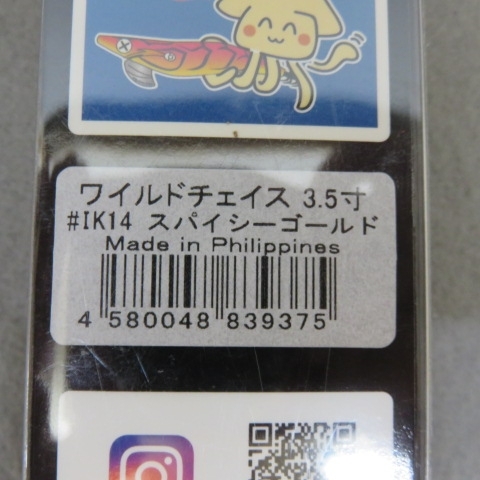 ワイルドチェイス 3.5寸
#IK14 スパイシーゴールド
Made in Philippines
4 580048 839375